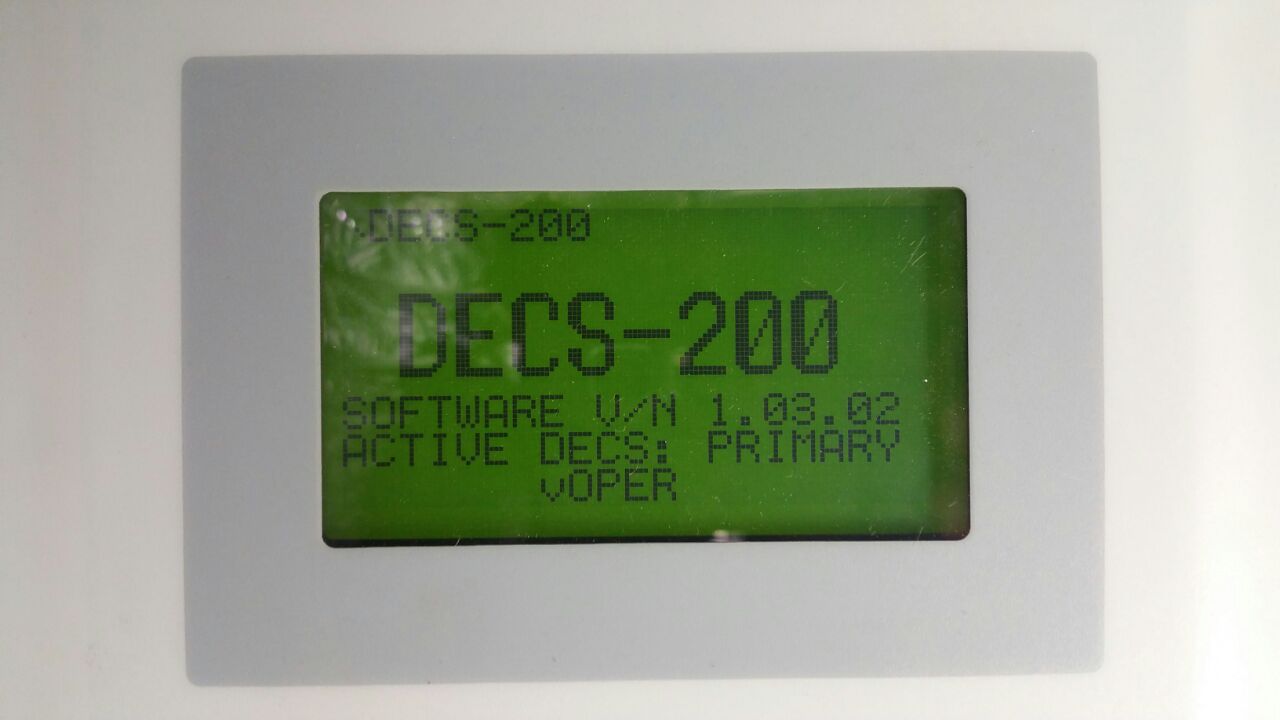 \DECS-200
DECS-200
SOFTWARE V/N 1.03.02
ACTIVE DECS: PRIMARY
vOPER